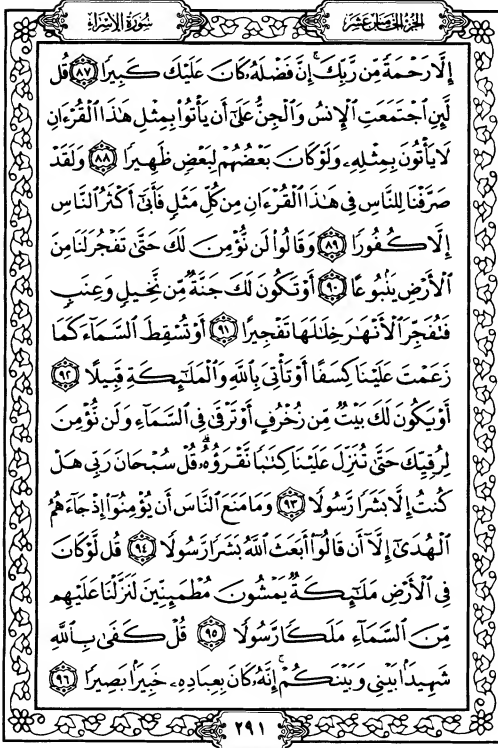 سورة الإسراء
الجزء الخامس عشر
إِلَّا رَحْمَةً مِّن رَّبِّكَ ۚ إِنَّ فَضْلَهُۥ كَانَ عَلَيْكَ كَبِيرًا ٨٧ قُل
لَّئِنِ ٱجْتَمَعَتِ ٱلْإِنسُ وَٱلْجِنُّ عَلَىٰٓ أَن يَأْتُوا۟ بِمِثْلِ هَٰذَا ٱلْقُرْءَانِ
لَا يَأْتُونَ بِمِثْلِهِۦ وَلَوْ كَانَ بَعْضُهُمْ لِبَعْضٍ ظَهِيرًا ٨٨ وَلَقَدْ
صَرَّفْنَا لِلنَّاسِ فِى هَٰذَا ٱلْقُرْءَانِ مِن كُلِّ مَثَلٍ فَأَبَىٰٓ أَكْثَرُ ٱلنَّاسِ
إِلَّا كُفُورًا ٨٩ وَقَالُوا۟ لَن نُّؤْمِنَ لَكَ حَتَّىٰ تَفْجُرَ لَنَا مِنَ
ٱلْأَرْضِ يَنۢبُوعًا ٩٠ أَوْ تَكُونَ لَكَ جَنَّةٌ مِّن نَّخِيلٍ وَعِنَبٍ
فَتُفَجِّرَ ٱلْأَنْهَٰرَ خِلَٰلَهَا تَفْجِيرًا ٩١ أَوْ تُسْقِطَ ٱلسَّمَآءَ كَمَا
زَعَمْتَ عَلَيْنَا كِسَفًا أَوْ تَأْتِىَ بِٱللَّهِ وَٱلْمَلَٰٓئِكَةِ قَبِيلًا ٩٢
أَوْ يَكُونَ لَكَ بَيْتٌ مِّن زُخْرُفٍ أَوْ تَرْقَىٰ فِى ٱلسَّمَآءِ وَلَن نُّؤْمِنَ
لِرُقِيِّكَ حَتَّىٰ تُنَزِّلَ عَلَيْنَا كِتَٰبًا نَّقْرَؤُهُۥ ۗ قُلْ سُبْحَانَ رَبِّى هَلْ
كُنتُ إِلَّا بَشَرًا رَّسُولًا ٩٣ وَمَا مَنَعَ ٱلنَّاسَ أَن يُؤْمِنُوٓا۟ إِذْ جَآءَهُمُ
ٱلْهُدَىٰٓ إِلَّآ أَن قَالُوٓا۟ أَبَعَثَ ٱللَّهُ بَشَرًا رَّسُولًا ٩٤ قُل لَّوْ كَانَ
فِى ٱلْأَرْضِ مَلَٰٓئِكَةٌ يَمْشُونَ مُطْمَئِنِّينَ لَنَزَّلْنَا عَلَيْهِم
مِّنَ ٱلسَّمَآءِ مَلَكًا رَّسُولًا ٩٥ قُلْ كَفَىٰ بِٱللَّهِ
شَهِيدًۢا بَيْنِى وَبَيْنَكُمْ ۚ إِنَّهُۥ كَانَ بِعِبَادِهِۦ خَبِيرًۢا بَصِيرًا ٩٦
٢٩١